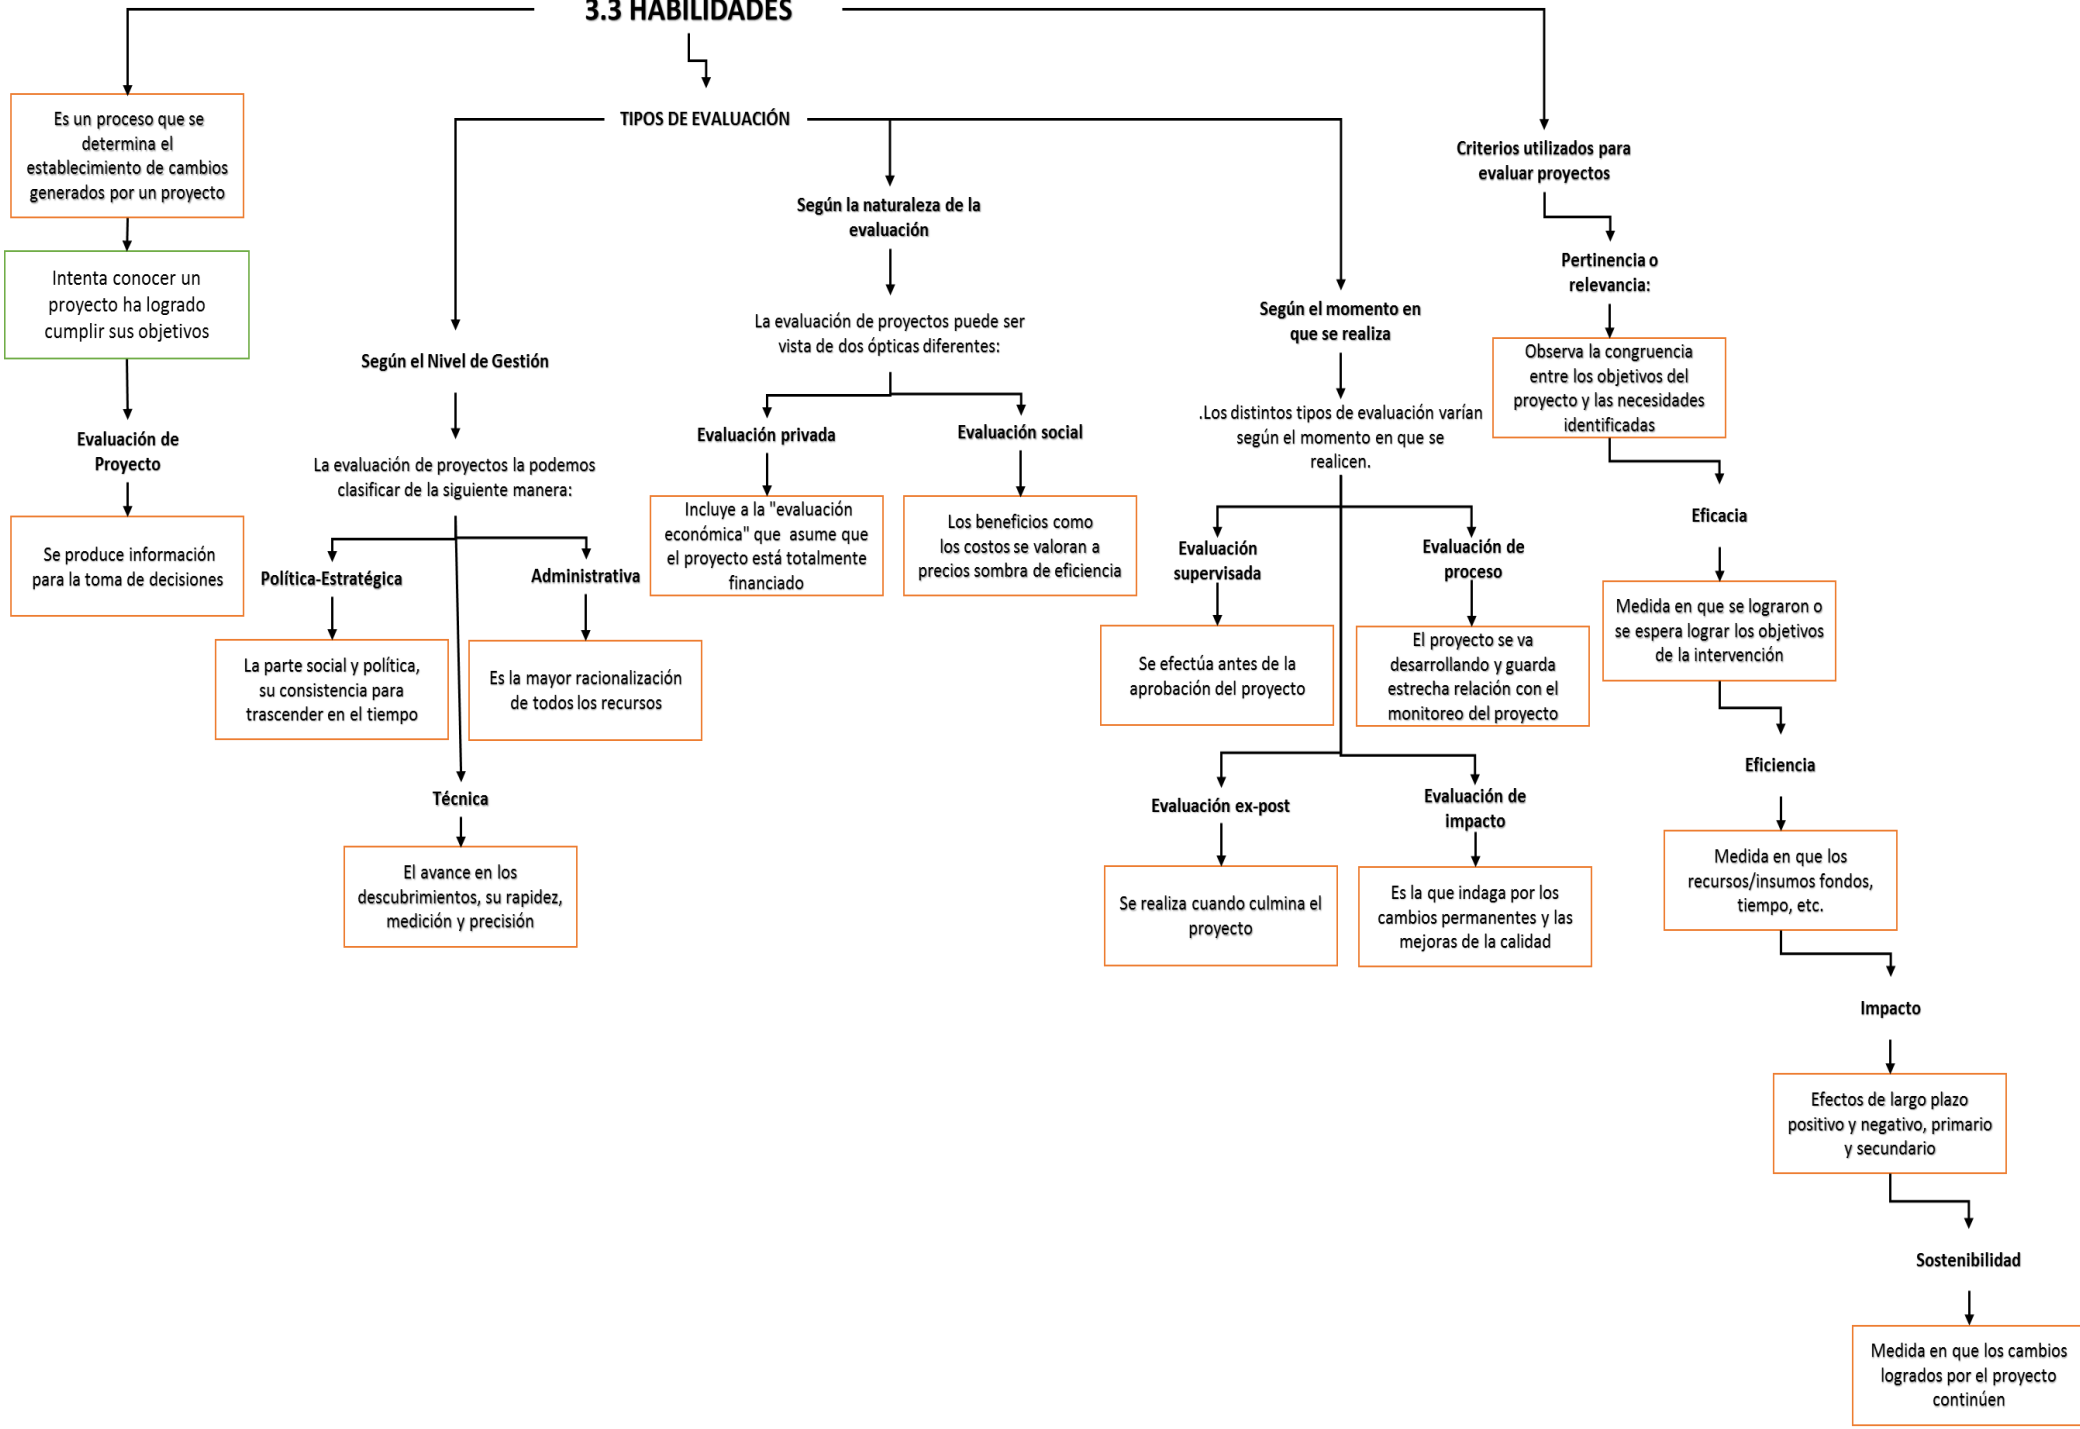 3.3 HABILIDADES
Es un proceso que se
determina el
establecimiento de cambios
generados por un proyecto
Intenta conocer un
proyecto ha logrado
cumplir sus objetivos
Evaluación de
Proyecto
Se produce información
para la toma de decisiones
TIPOS DE EVALUACIÓN
Según el Nivel de Gestión
La evaluación de proyectos la podemos
clasificar de la siguiente manera:
Política-Estratégica
La parte social y política,
su consistencia para
trascender en el tiempo
Administrativa
Es la mayor racionalización
de todos los recursos
Técnica
El avance en los
descubrimientos, su rapidez,
medición y precisión
Según la naturaleza de la
evaluación
La evaluación de proyectos puede ser
vista de dos ópticas diferentes:
Evaluación privada
Incluye a la "evaluación
económica" que asume que
el proyecto está totalmente
financiado
Evaluación social
Los beneficios como
los costos se valoran a
precios sombra de eficiencia
Según el momento en
que se realiza
.Los distintos tipos de evaluación varían
según el momento en que se
realicen.
Evaluación
supervisada
Se efectúa antes de la
aprobación del proyecto
Evaluación de
proceso
El proyecto se va
desarrollando y guarda
estrecha relación con el
monitoreo del proyecto
Evaluación ex-post
Se realiza cuando culmina el
proyecto
Evaluación de
impacto
Es la que indaga por los
cambios permanentes y las
mejoras de la calidad
Criterios utilizados para
evaluar proyectos
Pertinencia o
relevancia:
Observa la congruencia
entre los objetivos del
proyecto y las necesidades
identificadas
Eficacia
Medida en que se lograron o
se espera lograr los objetivos
de la intervención
Eficiencia
Medida en que los
recursos/insumos fondos,
tiempo, etc.
Impacto
Efectos de largo plazo
positivo y negativo, primario
y secundario
Sostenibilidad
Medida en que los cambios
logrados por el proyecto
continúen